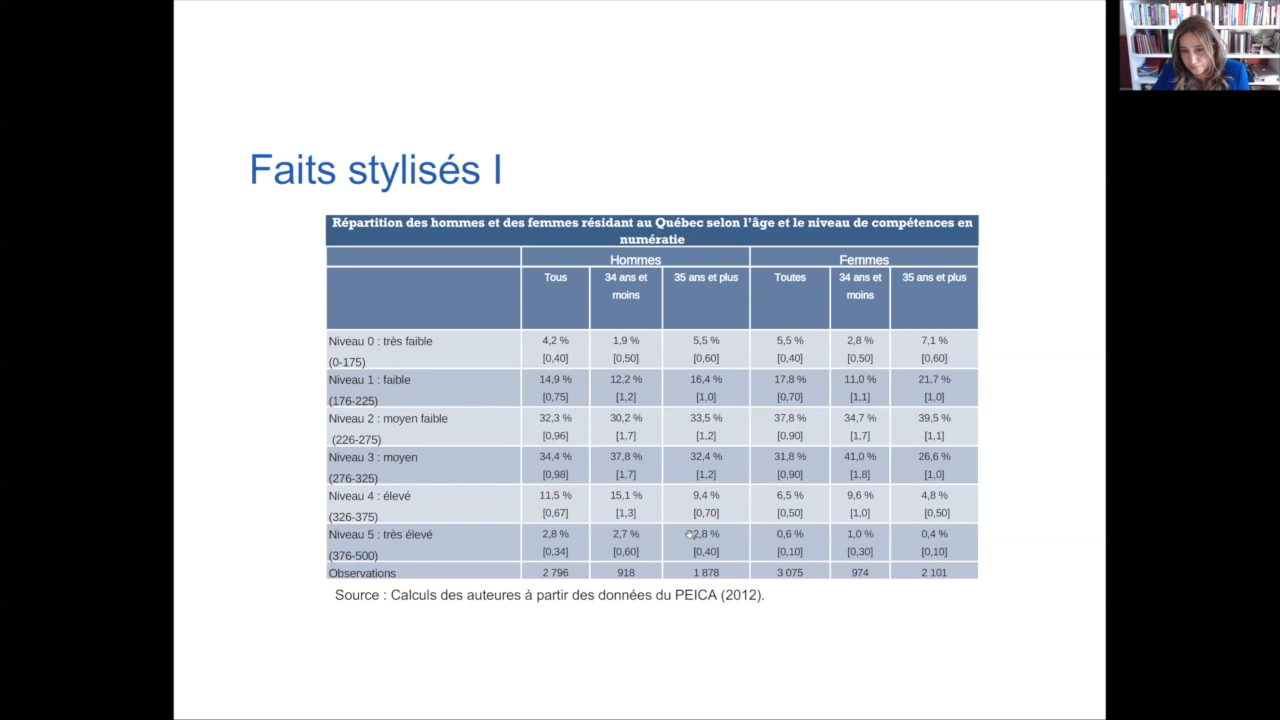 Faits stylisés I
Répartition des hommes et des femmes résidant au Québec selon l'âge et le niveau de compétences en
numératie
Hommes Femmes
Tous 34 ans et 35 ans et plus Toutes 34 ans et 35 ans et plus
moins moins
Niveau 0 : très faible 4,2 % 1,9 % 5,5 % 5,5 % 2,8 % 7,1 %
(0-175) [0,40] [0,50] [0,60] [0,40] [0,50] [0,60]
Niveau 1 : faible 14,9 % 12,2 % 16,4 % 17,8 % 11,0 % 21,7 %
(176-225) [0,75] [1,2] [1,0] [0,70] [1,1] [1,0]
Niveau 2 : moyen faible 32,3 % 30,2 % 33,5 % 37,8 % 34,7 % 39,5 %
(226-275) [0,96] [1,7] [1,2] [0,90] [1,7] [1,1]
Niveau 3 : moyen 34,4 % 37,8 % 32,4 % 31,8 % 41,0 % 26,6 %
(276-325) [0,98] [1,7] [1,2] [0,90] [1,8] [1,0]
Niveau 4 : élevé 11,5 % 15,1 % 9,4 % 6,5 % 9,6 % 4,8 %
(326-375) [0,67] [1,3] [0,70] [0,50] [1,0] [0,50]
Niveau 5 : très élevé 2,8 % 2,7 % 2,8 % 0,6 % 1,0 % 0,4 %
(376-500) [0,34] [0,60] [0,40] [0,10] [0,30] [0,10]
Observations 2 796 918 1 878 3 075 974 2 101
Source : Calculs des auteures à partir des données du PEICA (2012).